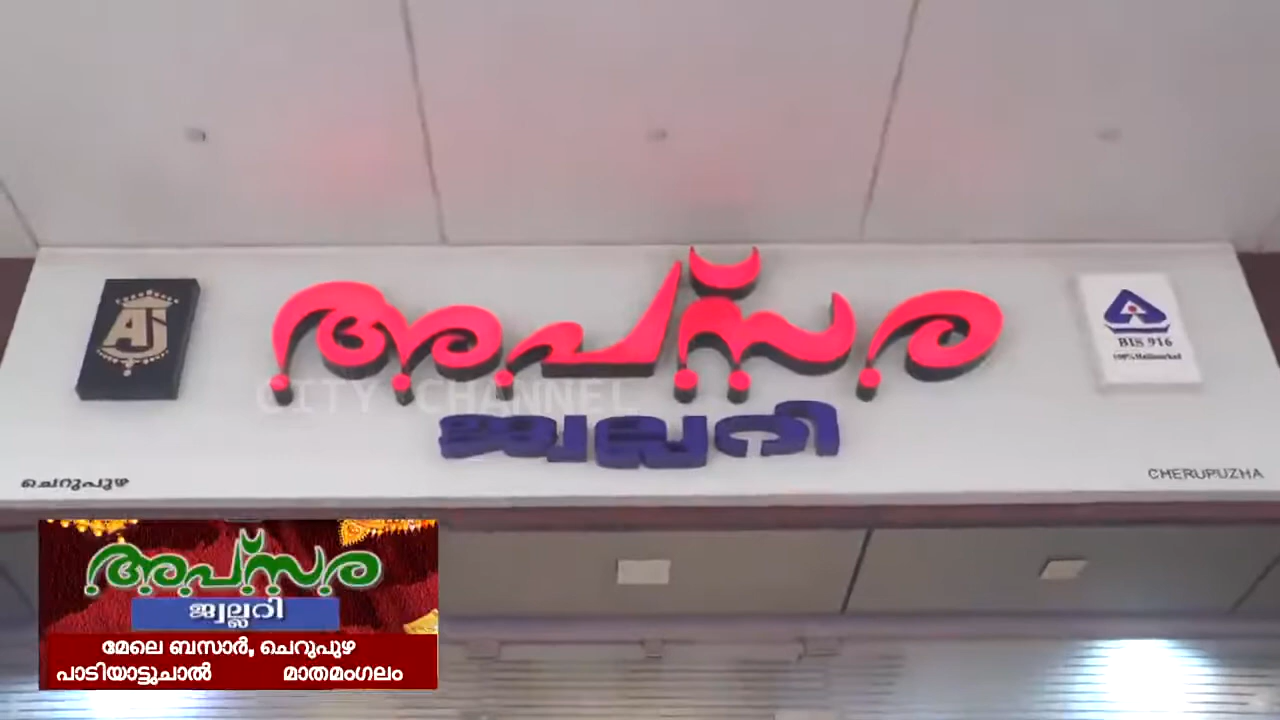 അപ്സര
AJ
BIS 916
100% Hallmarked
CITY CHANNEL
ജ്വല്ലറി
ചെറുപുഴ
CHERUPUZHA
അപ്സര
ജ്വല്ലറി
മേലെ ബസാർ, ചെറുപുഴ
പാടിയാട്ടുചാൽ മാതമംഗലം